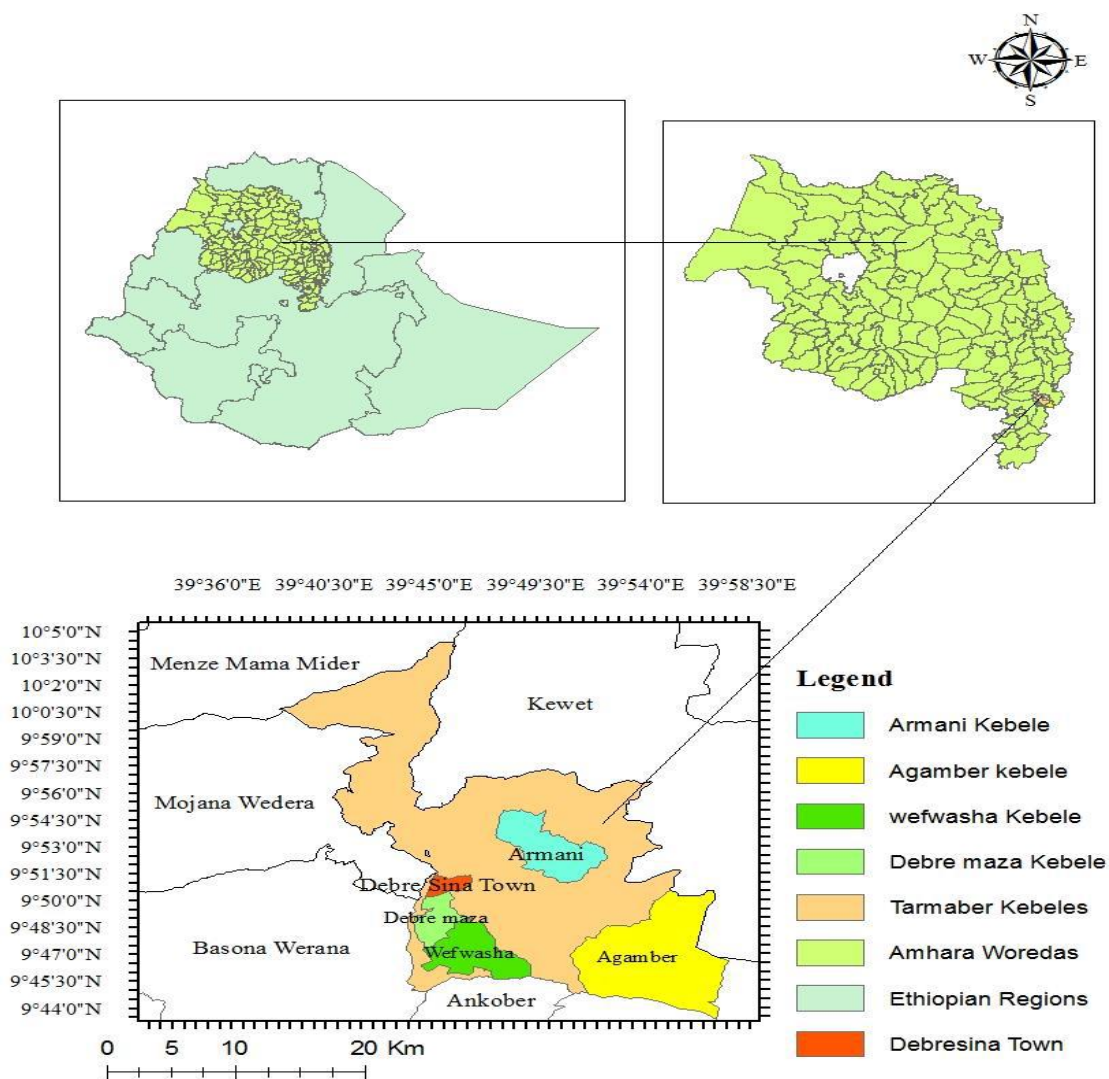 N
W E
S
39°36'0"E 39°40'30"E 39°45'0"E 39°49'30"E 39°54'0"E 39°58'30"E
10°5'0"N
10°3'30"N
10°2'0"N
10°0'30"N
9°59'0"N
9°57'30"N
9°56'0"N
9°54'30"N
9°53'0"N
9°51'30"N
9°50'0"N
9°48'30"N
9°47'0"N
9°45'30"N
9°44'0"N
Menze Mama Mider
Kewet
Mojana Wedera
Armani
Debre Sina Town
Debre maza
Basona Werana
Wefwasha
Agamber
Ankober
0 5 10 20 Km
Legend
Armani Kebele
Agamber kebele
wefwasha Kebele
Debre maza Kebele
Tarmaber Kebeles
Amhara Woredas
Ethiopian Regions
Debresina Town